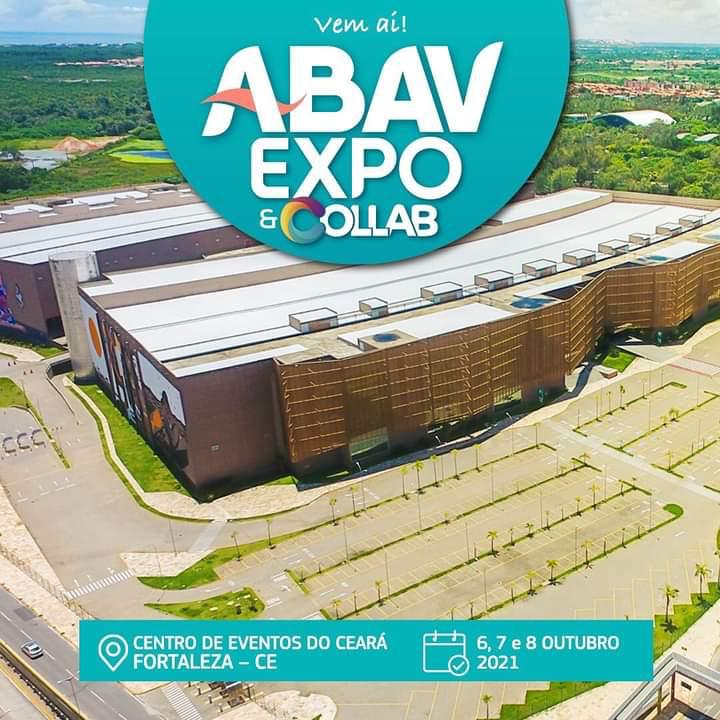 Vem aí!
ABAV
EXPO
& COLLAB
CENTRO DE EVENTOS DO CEARÁ
FORTALEZA – CE
6, 7 e 8 OUTUBRO
2021